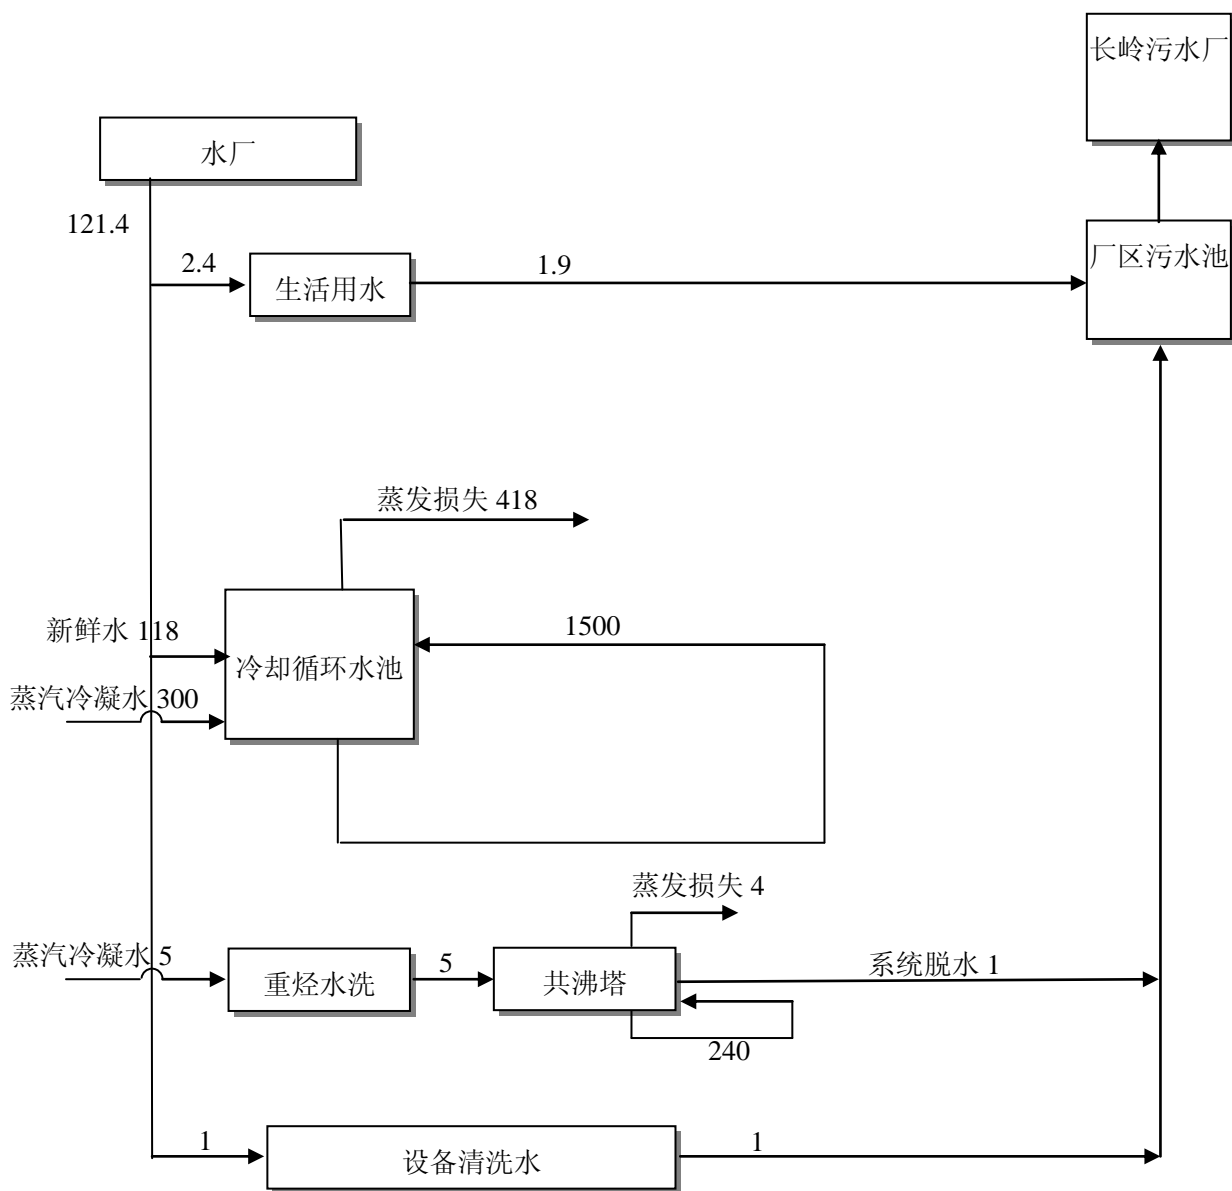 长岭污水厂
水厂
121.4
2.4
生活用水
1.9
厂区污水池
蒸发损失 418
新鲜水 118
1500
冷却循环水池
蒸汽冷凝水 300
蒸发损失 4
蒸汽冷凝水 5
重烃水洗
5
共沸塔
系统脱水 1
240
1
设备清洗水
1